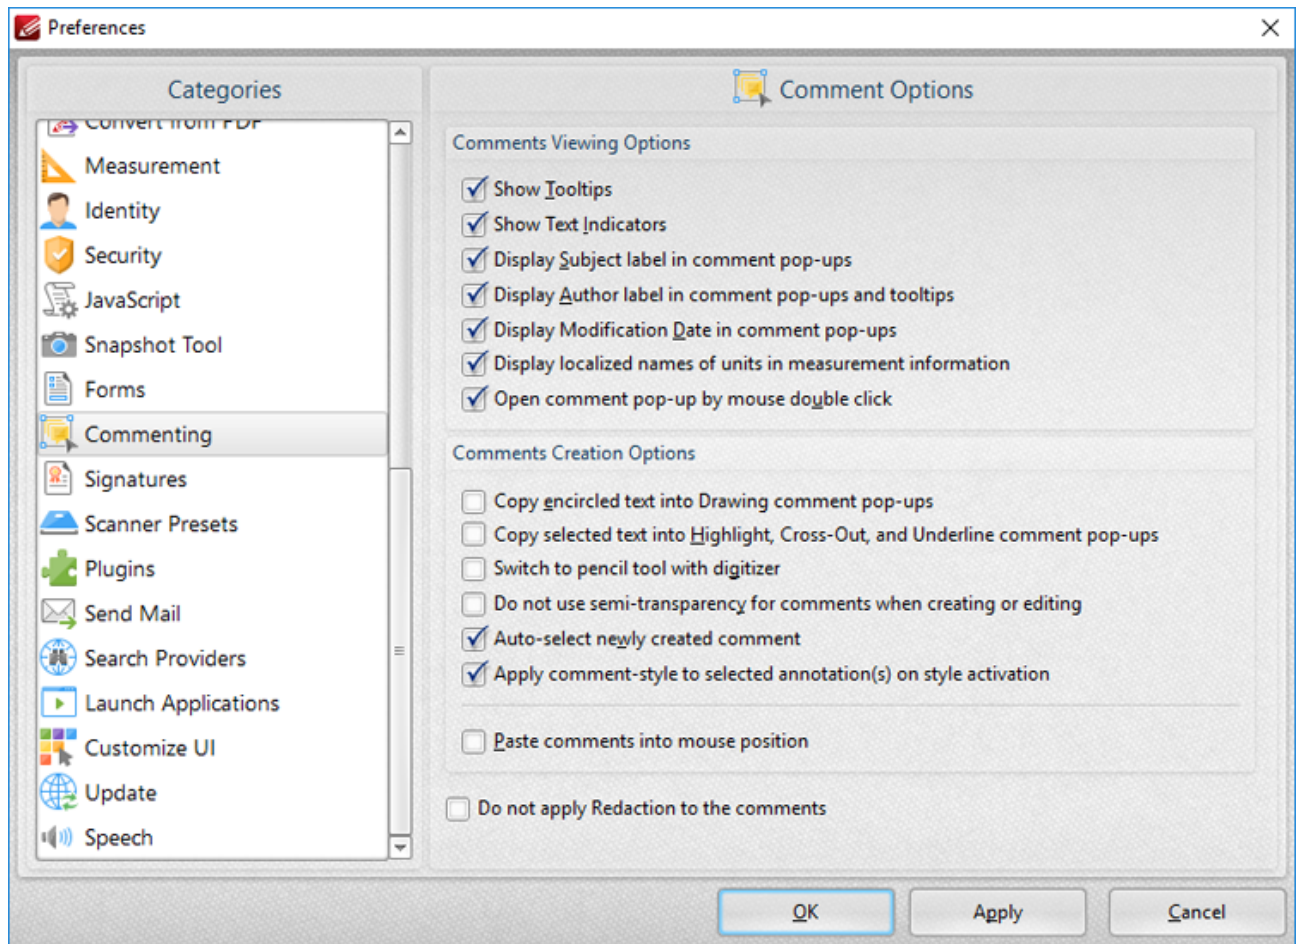 Preferences
Categories
Convert from PDF
Measurement
Identity
Security
JavaScript
Snapshot Tool
Forms
Commenting
Signatures
Scanner Presets
Plugins
Send Mail
Search Providers
Launch Applications
Customize UI
Update
Speech
Comment Options
Comments Viewing Options
Show Tooltips
Show Text Indicators
Display Subject label in comment pop-ups
Display Author label in comment pop-ups and tooltips
Display Modification Date in comment pop-ups
Display localized names of units in measurement information
Open comment pop-up by mouse double click
Comments Creation Options
Copy encircled text into Drawing comment pop-ups
Copy selected text into Highlight, Cross-Out, and Underline comment pop-ups
Switch to pencil tool with digitizer
Do not use semi-transparency for comments when creating or editing
Auto-select newly created comment
Apply comment-style to selected annotation(s) on style activation
Paste comments into mouse position
Do not apply Redaction to the comments
OK
Apply
Cancel